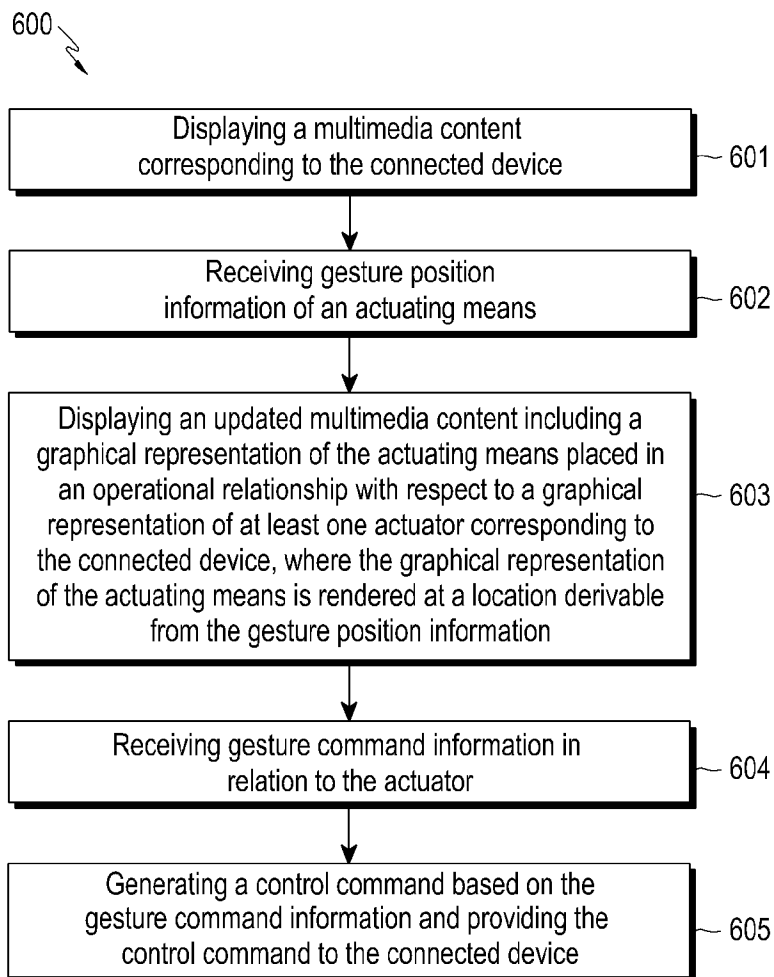 600
Displaying a multimedia content
corresponding to the connected device
601
Receiving gesture position
information of an actuating means
602
Displaying an updated multimedia content including a
graphical representation of the actuating means placed in
an operational relationship with respect to a graphical
representation of at least one actuator corresponding to
the connected device, where the graphical representation
of the actuating means is rendered at a location derivable
from the gesture position information
603
Receiving gesture command information in
relation to the actuator
604
Generating a control command based on the
gesture command information and providing the
control command to the connected device
605